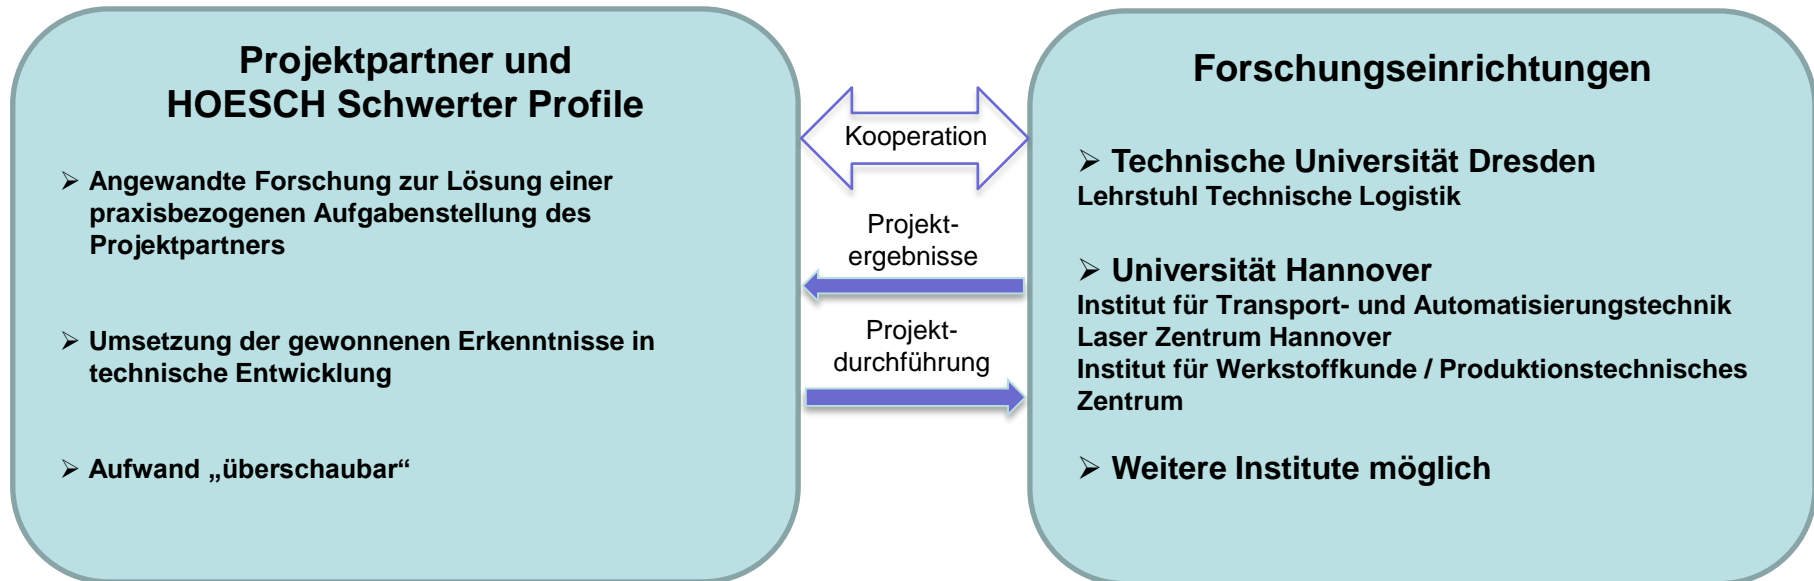 Projektpartner und
HOESCH Schwerter Profile
➢ Angewandte Forschung zur Lösung einer
praxisbezogenen Aufgabenstellung des
Projektpartners
➢ Umsetzung der gewonnenen Erkenntnisse in
technische Entwicklung
➢ Aufwand „überschaubar“
Kooperation
Projekt-
ergebnisse
Projekt-
durchführung
Forschungseinrichtungen
➢ Technische Universität Dresden
Lehrstuhl Technische Logistik
➢ Universität Hannover
Institut für Transport- und Automatisierungstechnik
Laser Zentrum Hannover
Institut für Werkstoffkunde / Produktionstechnisches
Zentrum
➢ Weitere Institute möglich